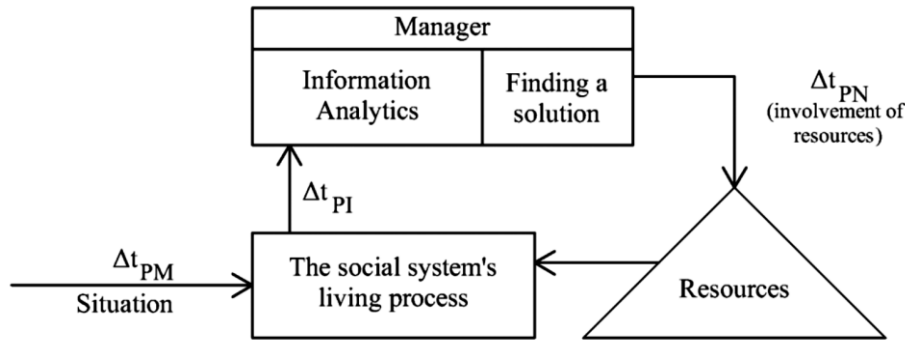 Manager
Information
Analytics
Finding a
solution
Δt PN
(involvement of
resources)
Δt PI
Δt PM
Situation
The social system's
living process
Resources